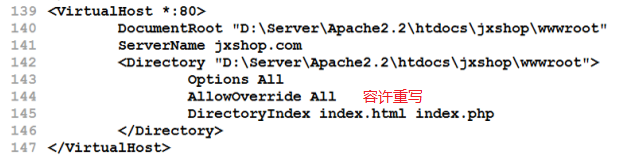 139 <VirtualHost *:80>
140 DocumentRoot "D:\Server\Apache2.2\htdocs\jxshop\wwwroot"
141 ServerName jxshop.com
142 <Directory "D:\Server\Apache2.2\htdocs\jxshop\wwwroot">
143 Options All
144 AllowOverride All 容许重写
145 DirectoryIndex index.html index.php
146 </Directory>
147 </VirtualHost>